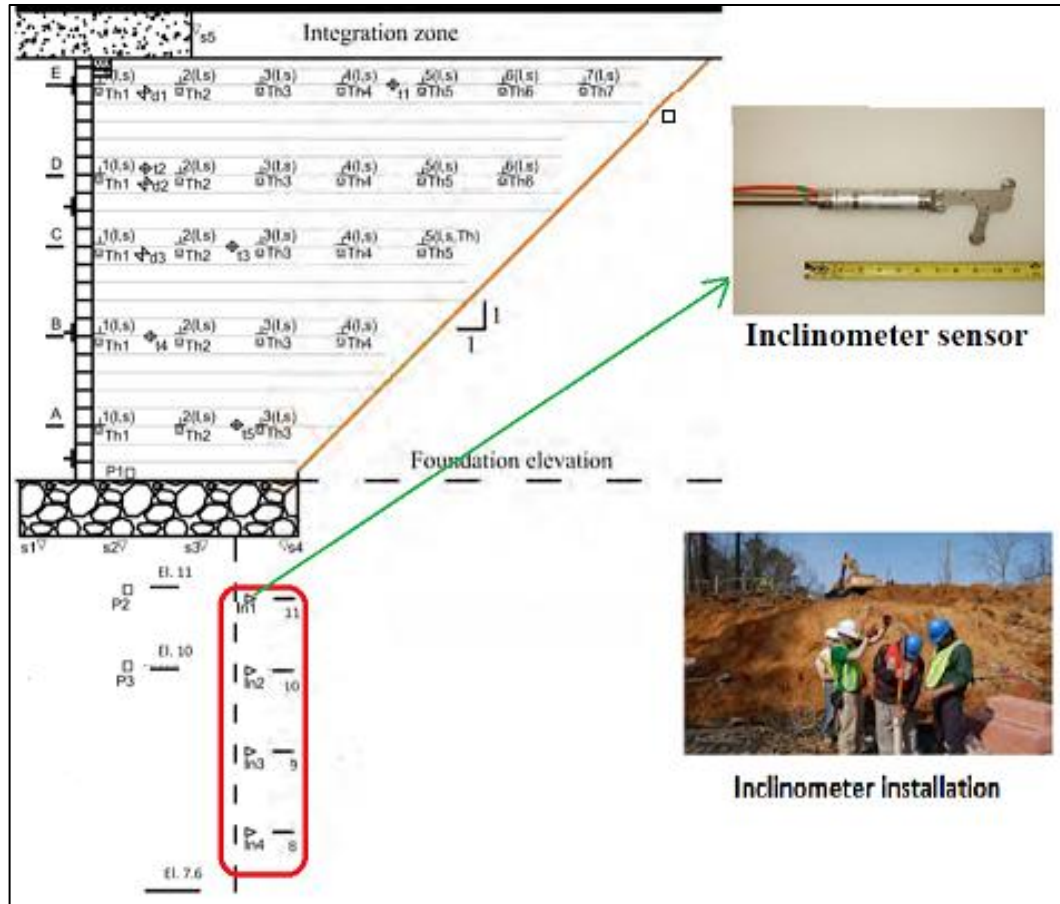 s5
Integration zone
E
1(l,s) 2(l,s) 3(l,s) 4(l,s) 5(l,s) 6(l,s) 7(l,s)
Th1 d1 Th2 Th3 Th4 t1 Th5 Th6 Th7
D
1(l,s) t2 2(l,s) 3(l,s) 4(l,s) 5(l,s) 6(l,s)
Th1 d2 Th2 Th3 Th4 Th5 Th6
C
1(l,s) 2(l,s) 3(l,s) 4(l,s) 5(l,s,Th)
Th1 d3 Th2 t3 Th3 Th4 Th5
B
1(l,s) 2(l,s) 3(l,s) 4(l,s)
Th1 t4 Th2 Th3 Th4
1
1
A
1(l,s) 2(l,s) 3(l,s)
Th1 Th2 t5 Th3
P1
Foundation elevation
s1 s2 s3 s4
El. 11
P2
In1 11
El. 10
P3
In2 10
In3 9
In4 8
El. 7.6
Inclinometer sensor
Inclinometer installation